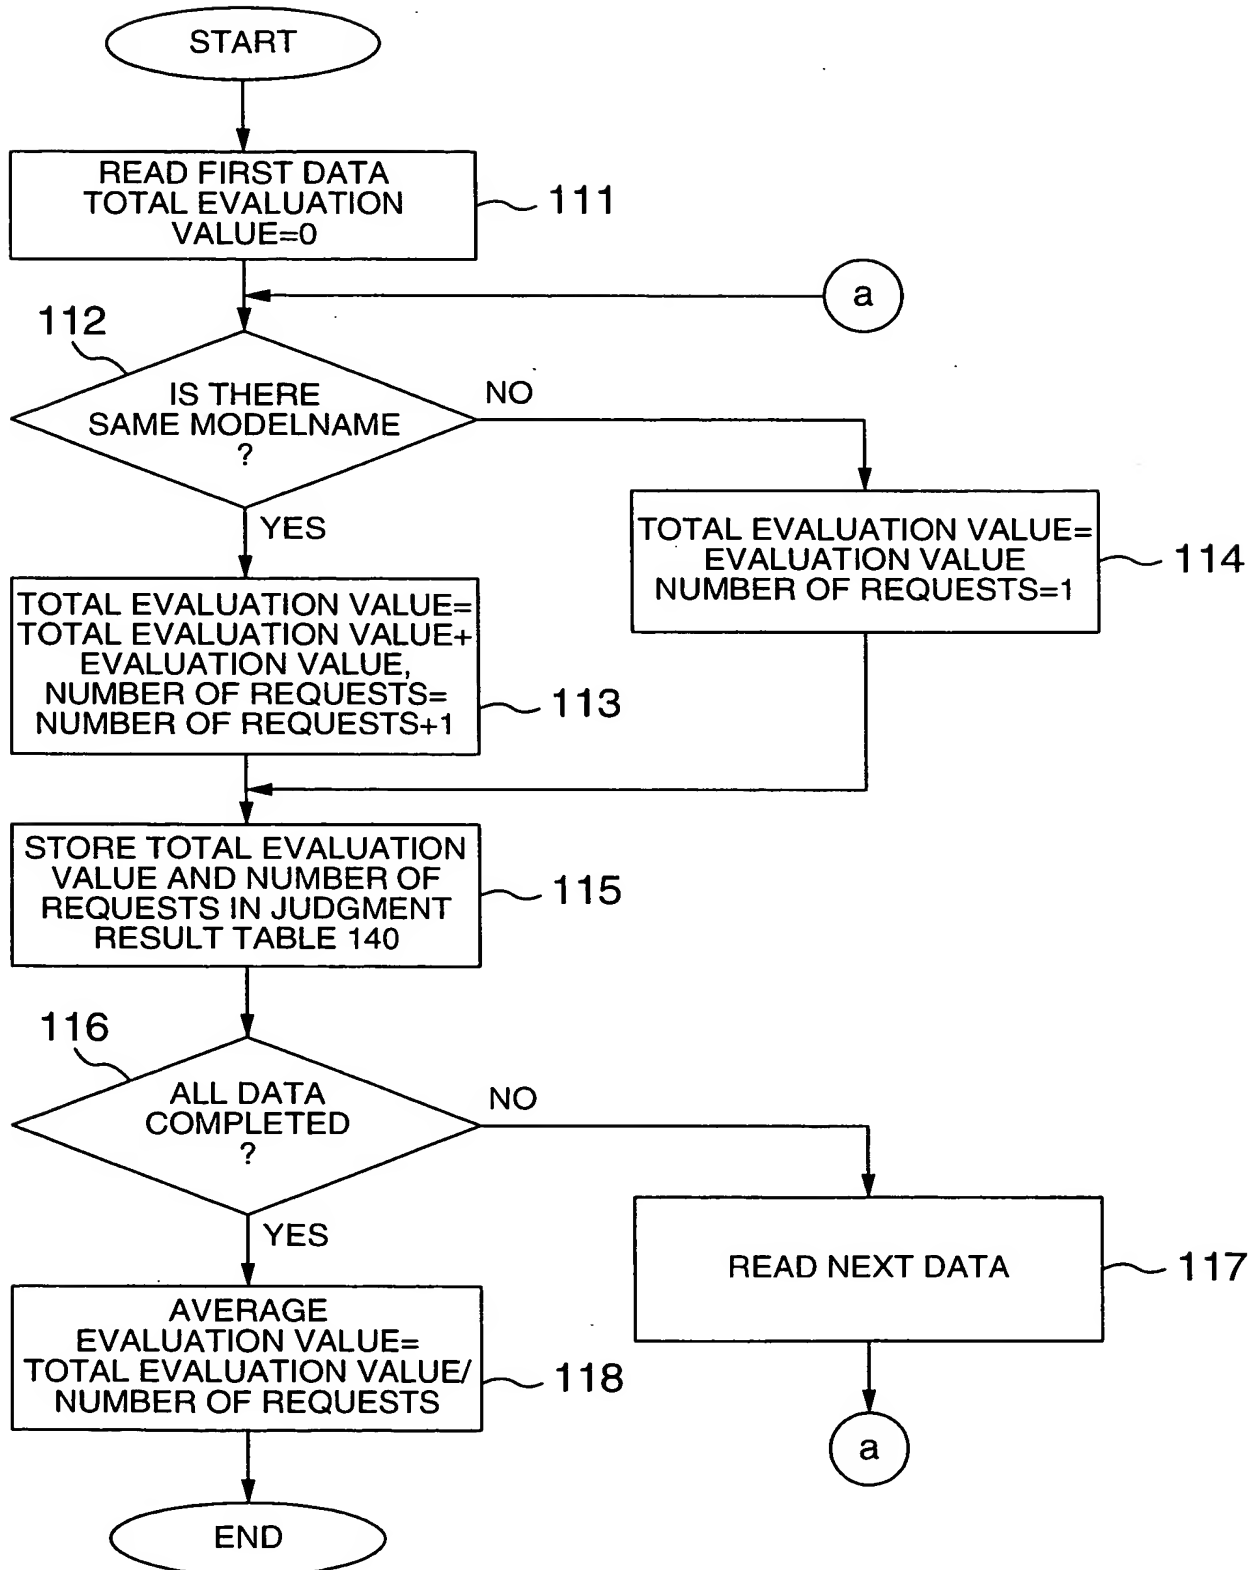 START
READ FIRST DATA
TOTAL EVALUATION
VALUE=0
111
a
112
IS THERE
SAME MODELNAME
?
NO
YES
TOTAL EVALUATION VALUE=
EVALUATION VALUE
NUMBER OF REQUESTS=1
114
TOTAL EVALUATION VALUE=
TOTAL EVALUATION VALUE+
EVALUATION VALUE,
NUMBER OF REQUESTS=
NUMBER OF REQUESTS+1
113
STORE TOTAL EVALUATION
VALUE AND NUMBER OF
REQUESTS IN JUDGMENT
RESULT TABLE 140
115
116
ALL DATA
COMPLETED
?
NO
YES
READ NEXT DATA
117
AVERAGE
EVALUATION VALUE=
TOTAL EVALUATION VALUE/
NUMBER OF REQUESTS
118
a
END